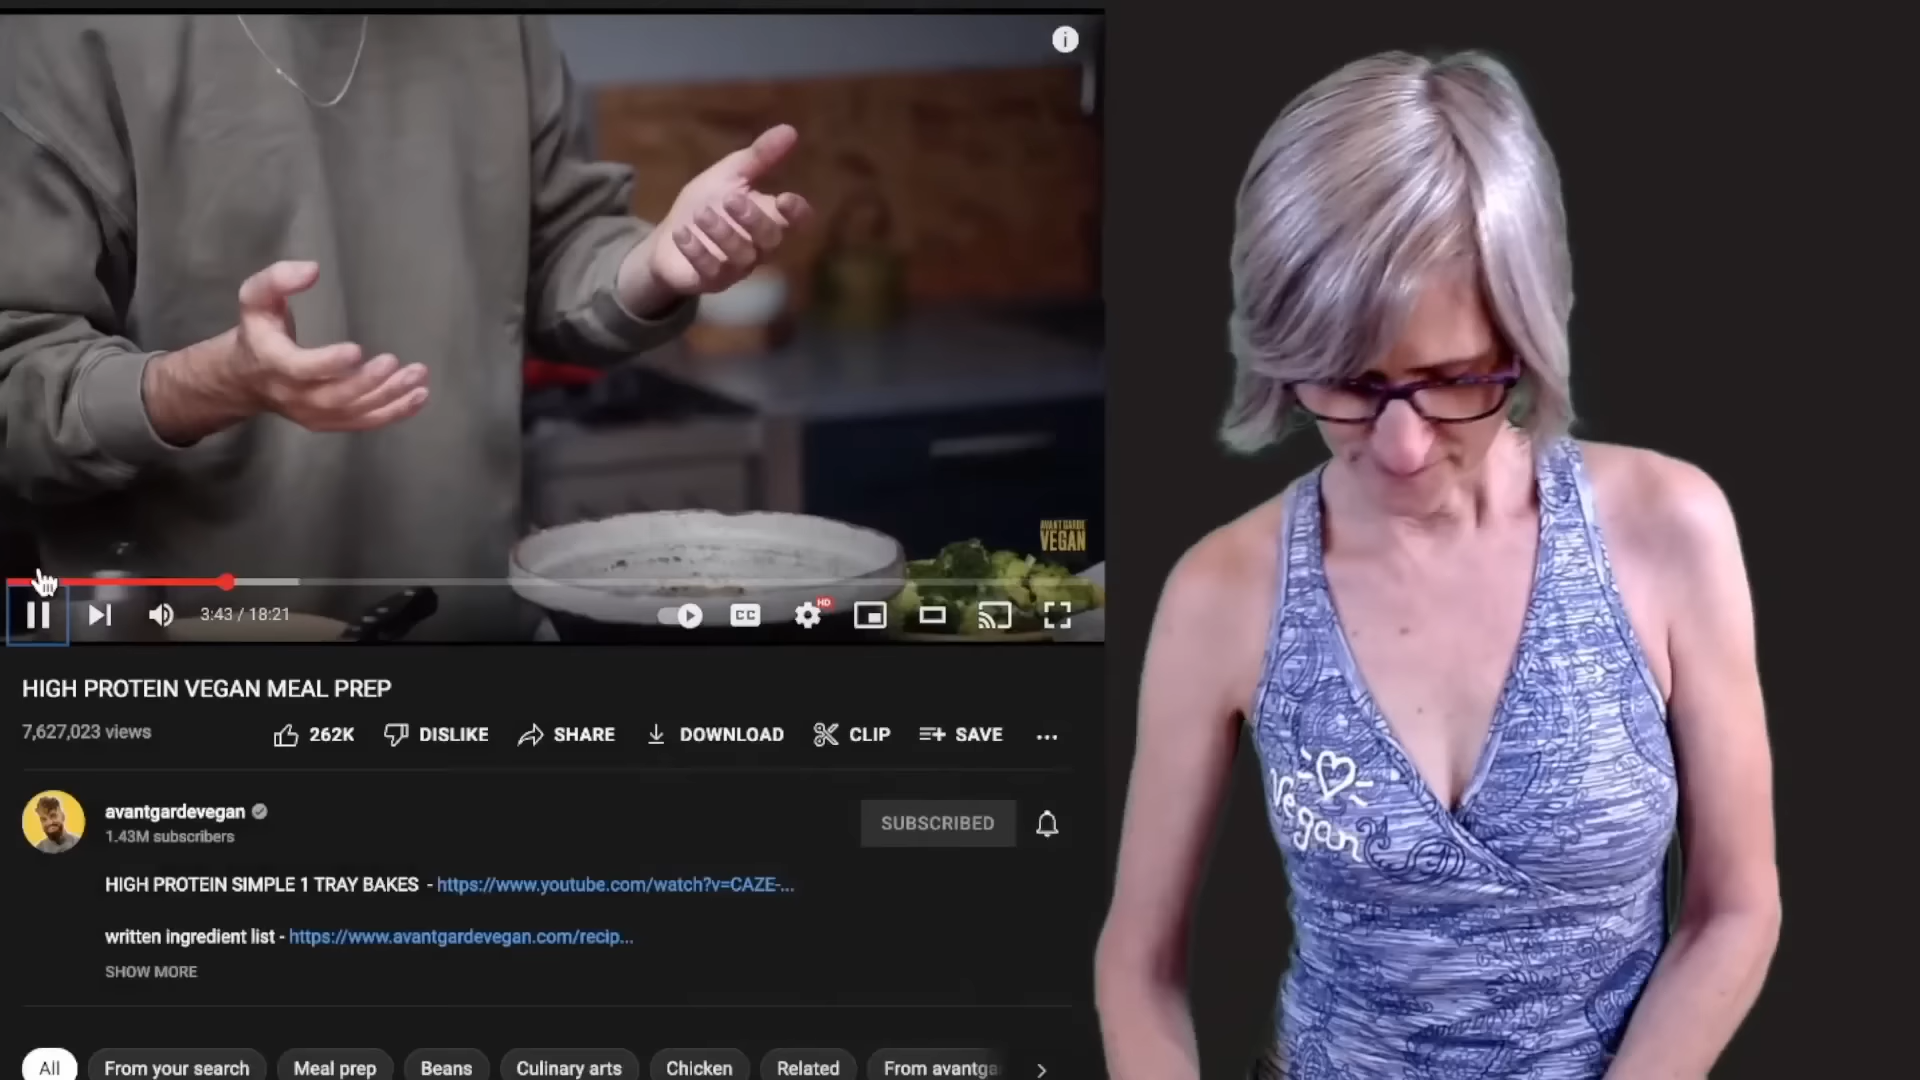 i
AVANT GARDE
VEGAN
3:43 / 18:21
CC
HD
HIGH PROTEIN VEGAN MEAL PREP
7,627,023 views
262K
DISLIKE
SHARE
DOWNLOAD
CLIP
SAVE
...
avantgardevegan
1.43M subscribers
SUBSCRIBED
HIGH PROTEIN SIMPLE 1 TRAY BAKES - https://www.youtube.com/watch?v=CAZE-...
written ingredient list - https://www.avantgardevegan.com/recip...
SHOW MORE
All
From your search
Meal prep
Beans
Culinary arts
Chicken
Related
From avantga
vegan